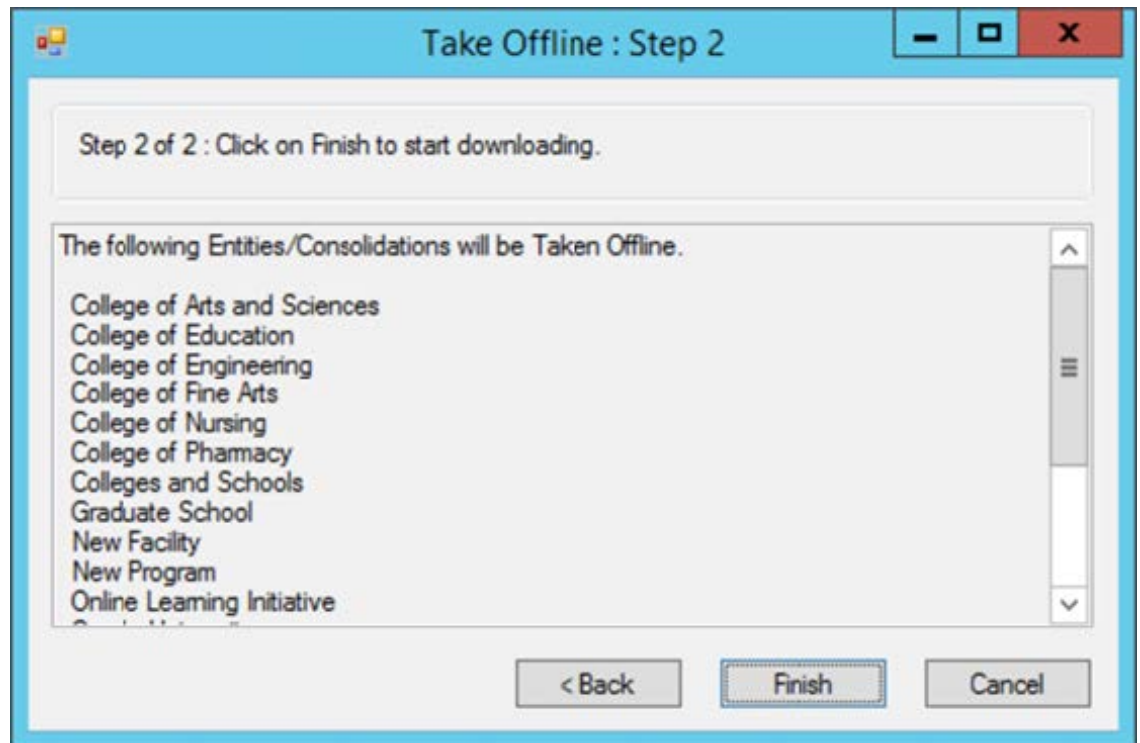 Take Offline : Step 2
Step 2 of 2 : Click on Finish to start downloading.
The following Entities/Consolidations will be Taken Offline.
College of Arts and Sciences
College of Education
College of Engineering
College of Fine Arts
College of Nursing
College of Pharmacy
Colleges and Schools
Graduate School
New Facility
New Program
Online Learning Initiative
< Back
Finish
Cancel